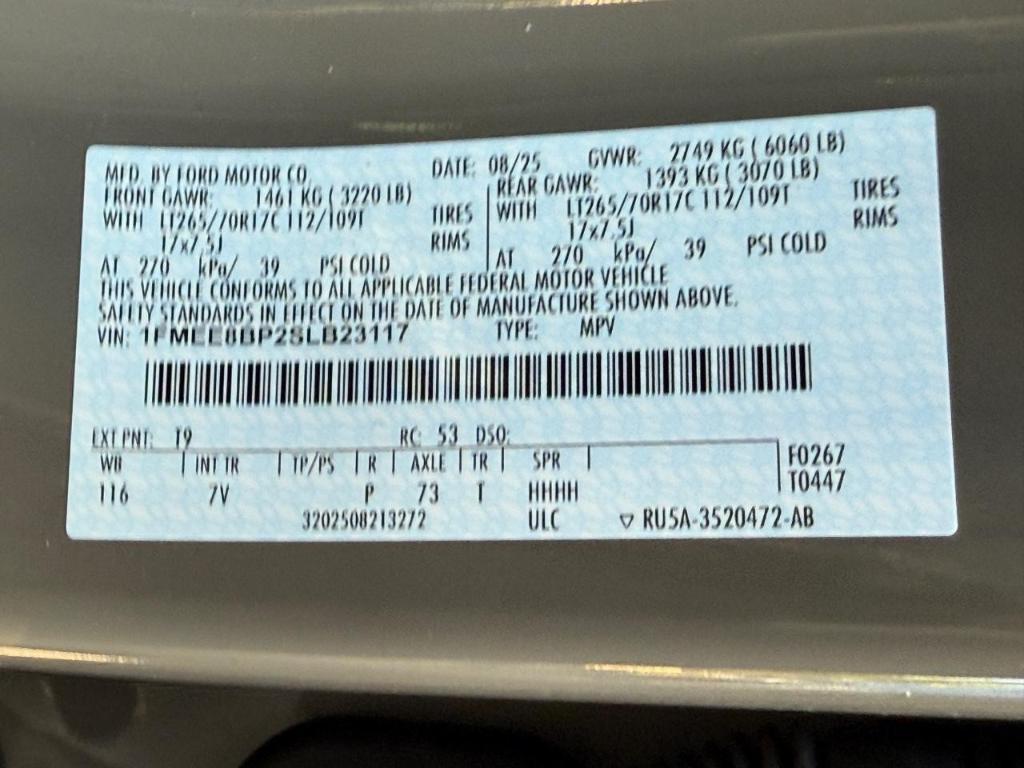 MFD. BY FORD MOTOR CO. DATE: 08/25 GVWR: 2749 KG ( 6060 LB)
FRONT GAWR: 1461 KG ( 3220 LB) REAR GAWR: 1393 KG ( 3070 LB)
WITH LT265/70R17C 112/109T TIRES WITH LT265/70R17C 112/109T TIRES
17x7.5J RIMS 17x7.5J RIMS
AT 270 kPa/ 39 PSI COLD AT 270 kPa/ 39 PSI COLD
THIS VEHICLE CONFORMS TO ALL APPLICABLE FEDERAL MOTOR VEHICLE
SAFETY STANDARDS IN EFFECT ON THE DATE OF MANUFACTURE SHOWN ABOVE.
VIN: 1FMEE8BP2SLB23117 TYPE: MPV
EXT PNT: T9 RC: 53 DSO:
WB INT TR TP/PS R AXLE TR SPR F0267
116 7V P 73 T HHHH T0447
3202508213272 ULC ▽ RU5A-3520472-AB